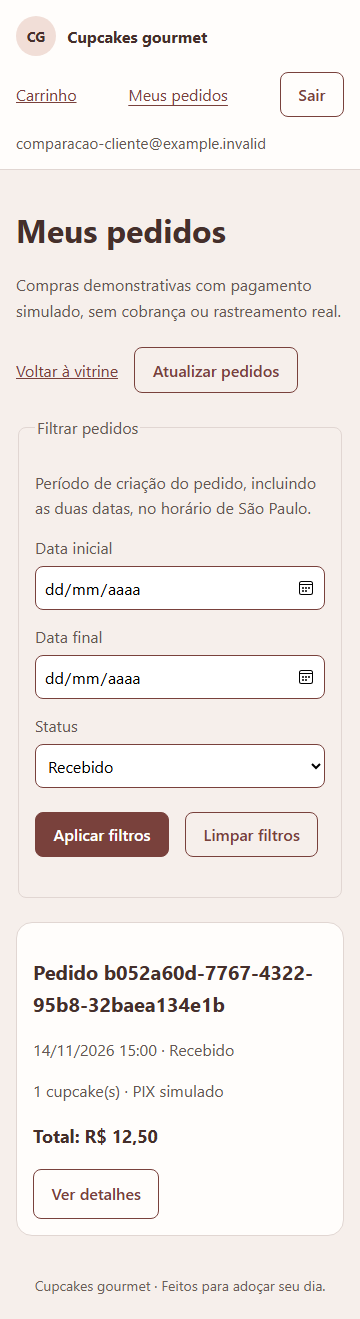 CG
Cupcakes gourmet
Carrinho
Meus pedidos
Sair
comparacao-cliente@example.invalid
Meus pedidos
Compras demonstrativas com pagamento
simulado, sem cobrança ou rastreamento real.
Voltar à vitrine
Atualizar pedidos
Filtrar pedidos
Período de criação do pedido, incluindo
as duas datas, no horário de São Paulo.
Data inicial
dd/mm/aaaa
Data final
dd/mm/aaaa
Status
Recebido
Aplicar filtros
Limpar filtros
Pedido b052a60d-7767-4322-
95b8-32baea134e1b
14/11/2026 15:00 · Recebido
1 cupcake(s) · PIX simulado
Total: R$ 12,50
Ver detalhes
Cupcakes gourmet · Feitos para adoçar seu dia.